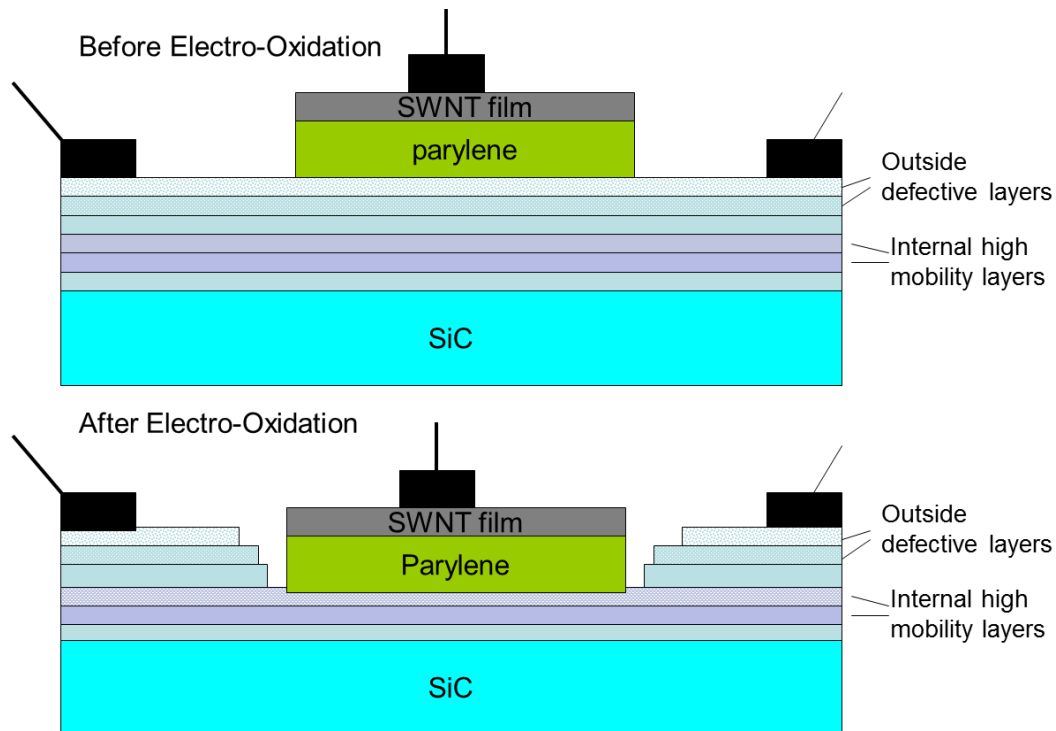 Before Electro-Oxidation
SWNT film
parylene
Outside
defective layers
Internal high
mobility layers
SiC
After Electro-Oxidation
SWNT film
Parylene
Outside
defective layers
Internal high
mobility layers
SiC